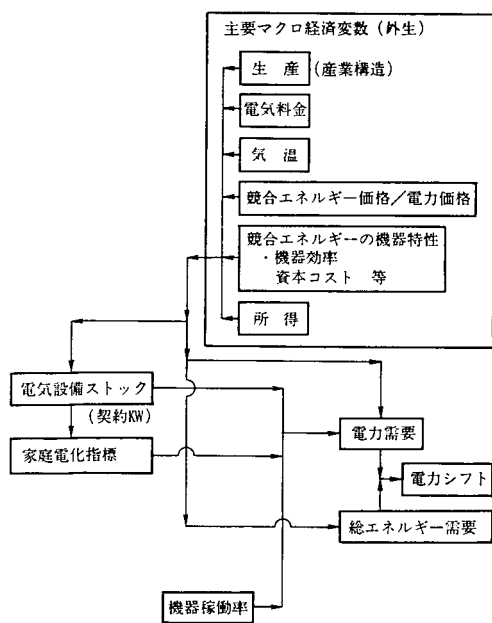 主要マクロ経済変数(外生)
生 産 (産業構造)
電気料金
気 温
競合エネルギー価格/電力価格
競合エネルギーの機器特性
・機器効率
資本コスト 等
所 得
電気設備ストック
(契約KW)
家庭電化指標
電力需要
電力シフト
総エネルギー需要
機器稼働率